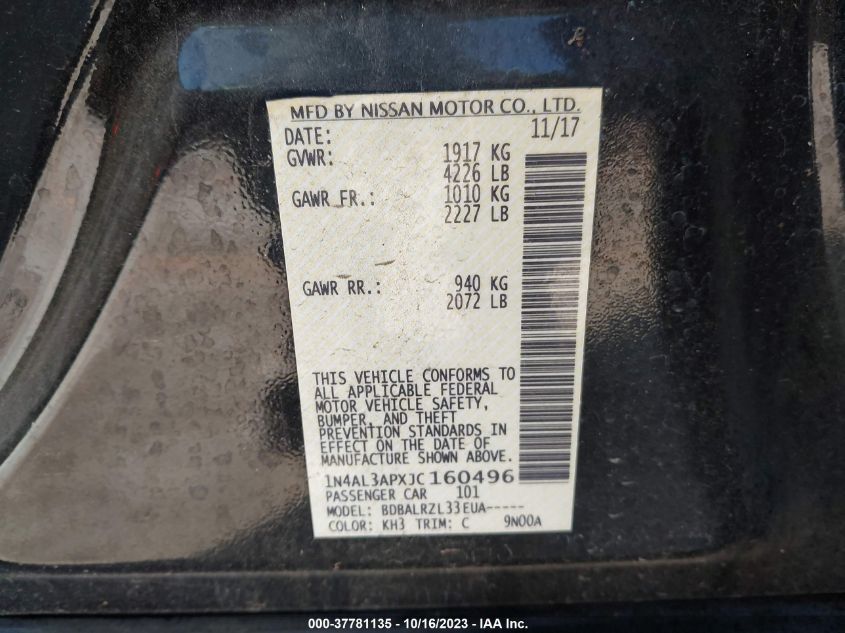 MFD BY NISSAN MOTOR CO., LTD.
DATE: 11/17
GVWR: 1917 KG
4226 LB
GAWR FR.: 1010 KG
2227 LB
GAWR RR.: 940 KG
2072 LB
THIS VEHICLE CONFORMS TO
ALL APPLICABLE FEDERAL
MOTOR VEHICLE SAFETY,
BUMPER, AND THEFT
PREVENTION STANDARDS IN
EFFECT ON THE DATE OF
MANUFACTURE SHOWN ABOVE.
1N4AL3APXJC160496
PASSENGER CAR 101
MODEL: BDBALRZL33EUA-----
COLOR: KH3 TRIM: C 9N00A
000-37781135 - 10/16/2023 - © IAA Inc.